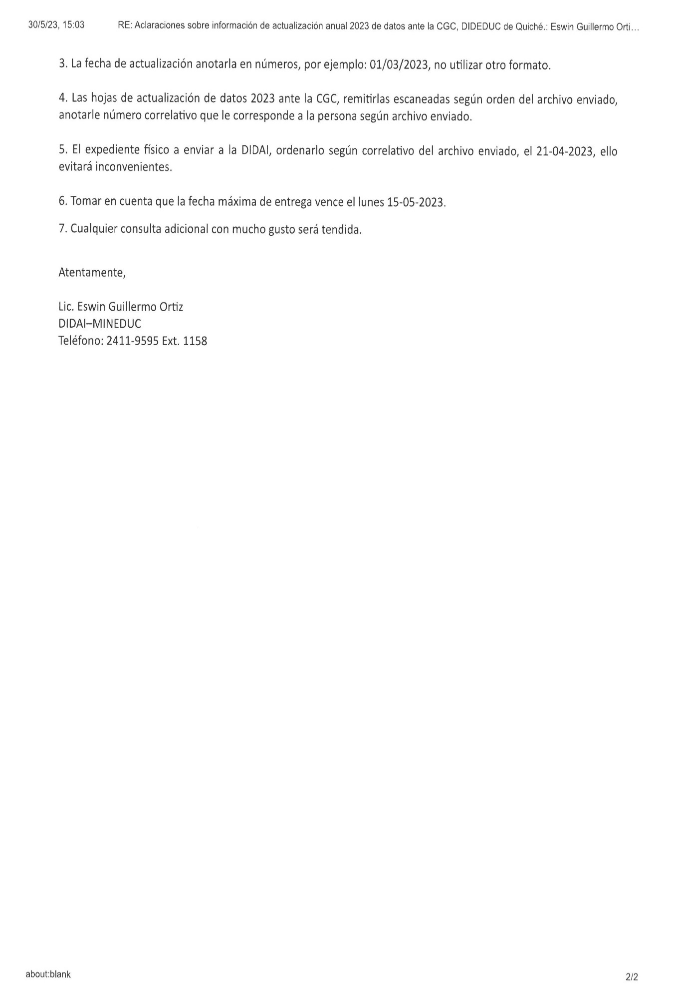 30/5/23, 15:03 RE: Aclaraciones sobre información de actualización anual 2023 de datos ante la CGC, DIDEDUC de Quiché.: Eswin Guillermo Orti...
3. La fecha de actualización anotarla en números, por ejemplo: 01/03/2023, no utilizar otro formato.
4. Las hojas de actualización de datos 2023 ante la CGC, remitirlas escaneadas según orden del archivo enviado,
anotarle número correlativo que le corresponde a la persona según archivo enviado.
5. El expediente físico a enviar a la DIDAI, ordenarlo según correlativo del archivo enviado, el 21-04-2023, ello
evitará inconvenientes.
6. Tomar en cuenta que la fecha máxima de entrega vence el lunes 15-05-2023.
7. Cualquier consulta adicional con mucho gusto será tendida.
Atentamente,
Lic. Eswin Guillermo Ortiz
DIDAI–MINEDUC
Teléfono: 2411-9595 Ext. 1158
about:blank 2/2